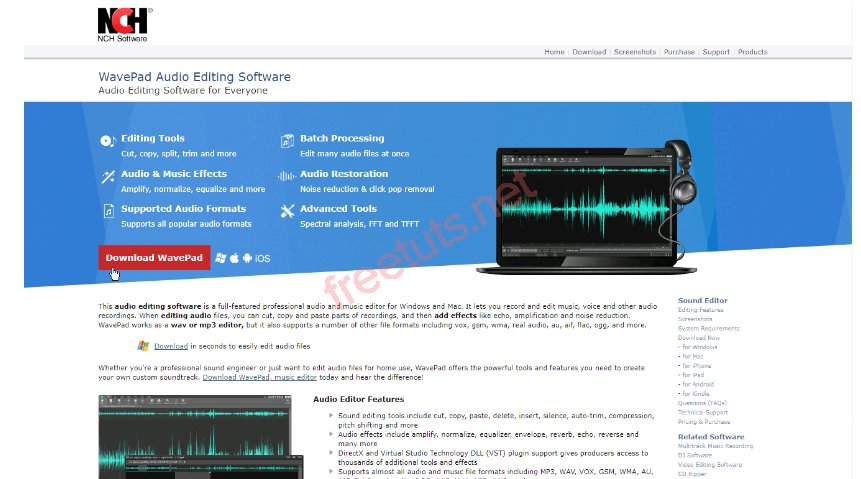 NCH
NCH Software
Home | Download | Screenshots | Purchase | Support | Products
WavePad Audio Editing Software
Audio Editing Software for Everyone
Editing Tools
Cut, copy, split, trim and more
Batch Processing
Edit many audio files at once
Audio & Music Effects
Amplify, normalize, equalize and more
Audio Restoration
Noise reduction & click pop removal
Supported Audio Formats
Supports all popular audio formats
Advanced Tools
Spectral analysis, FFT and TFFT
Download WavePad
iOS
freetuts.net
This audio editing software is a full-featured professional audio and music editor for Windows and Mac. It lets you record and edit music, voice and other audio
recordings. When editing audio files, you can cut, copy and paste parts of recordings, and then add effects like echo, amplification and noise reduction.
WavePad works as a wav or mp3 editor, but it also supports a number of other file formats including vox, gsm, wma, real audio, au, aif, flac, ogg, and more.
Download in seconds to easily edit audio files
Whether you're a professional sound engineer or just want to edit audio files for home use, WavePad offers the powerful tools and features you need to create
your own custom soundtrack. Download WavePad, music editor today and hear the difference!
Audio Editor Features
Sound editing tools include cut, copy, paste, delete, insert, silence, auto-trim, compression,
pitch shifting and more
Audio effects include amplify, normalize, equalizer, envelope, reverb, echo, reverse and
many more
DirectX and Virtual Studio Technology DLL (VST) plugin support gives producers access to
thousands of additional tools and effects
Supports almost all audio and music file formats including MP3, WAV, VOX, GSM, WMA, AU,
Sound Editor
Editing Features
Screenshots
System Requirements
Download Now
- for Windows
- for Mac
- for iPhone
- for iPad
- for Android
- for Kindle
Questions (FAQs)
Technical Support
Pricing & Purchase
Related Software
Multitrack Music Recording
DJ Software
Video Editing Software
CD Ripper